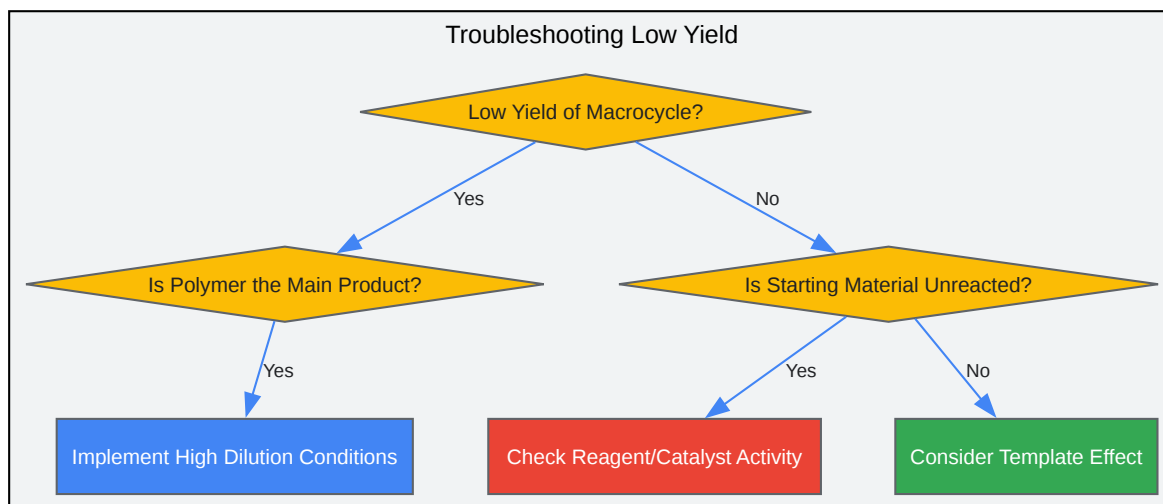 Troubleshooting Low Yield
Low Yield of Macrocycle?
Yes
No
Is Polymer the Main Product?
Is Starting Material Unreacted?
Yes
Yes
No
Implement High Dilution Conditions
Check Reagent/Catalyst Activity
Consider Template Effect